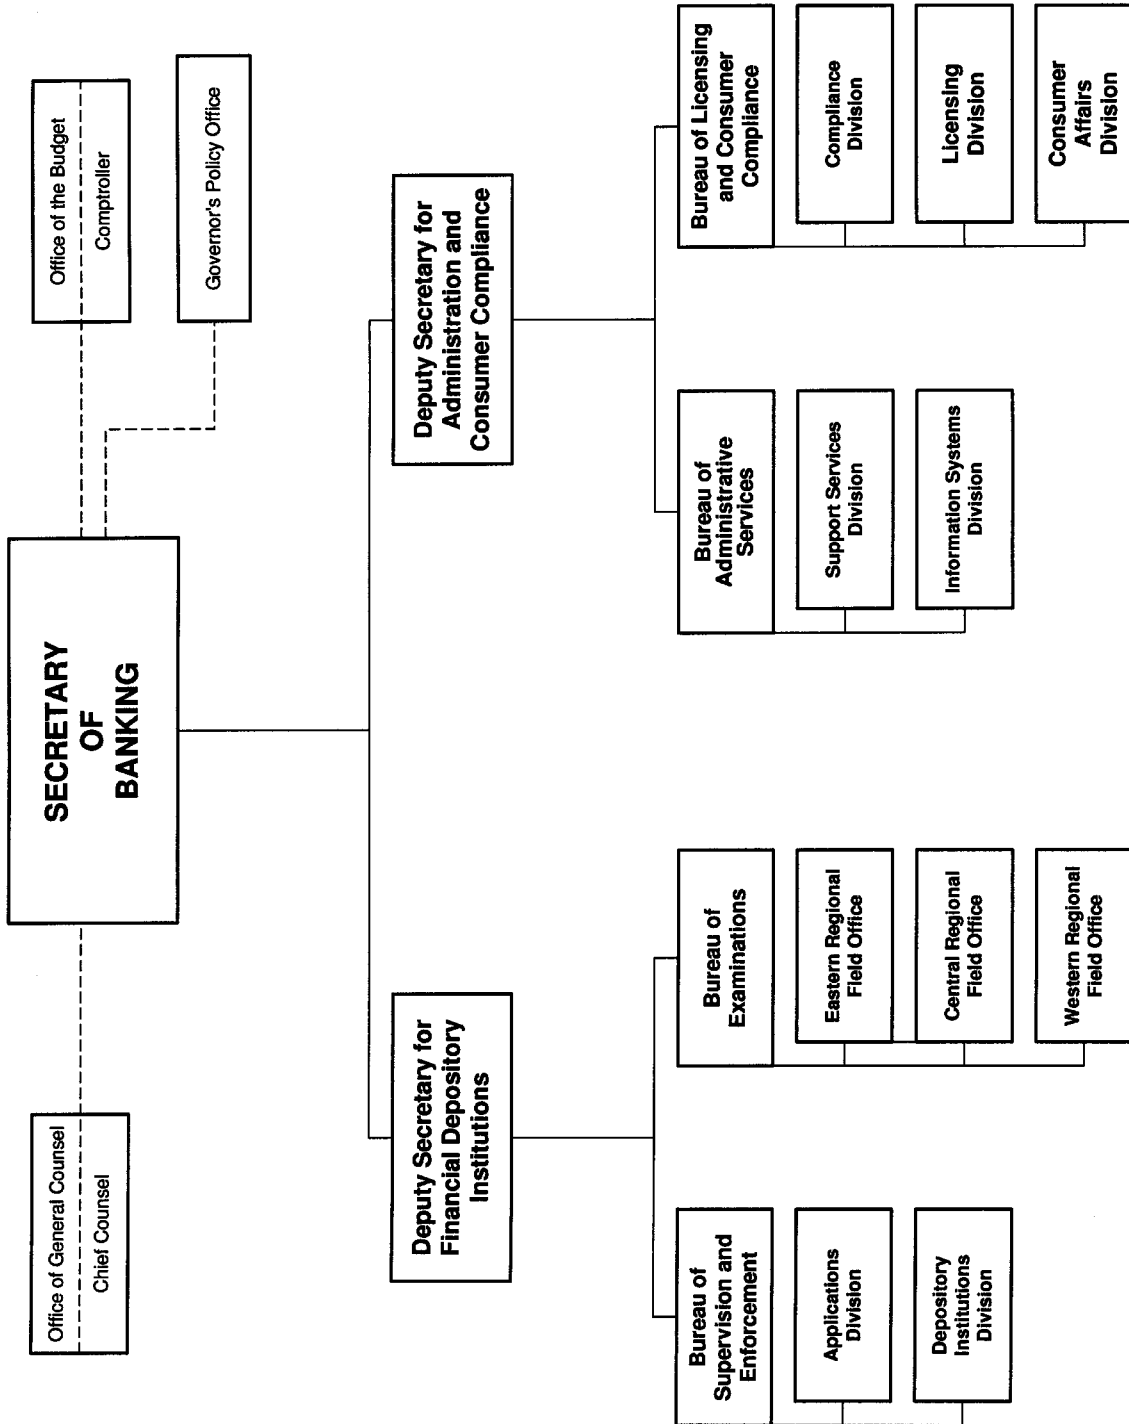 Office of General Counsel
Chief Counsel
SECRETARY
OF
BANKING
Office of the Budget
Comptroller
Governor's Policy Office
Deputy Secretary for
Financial Depository
Institutions
Deputy Secretary for
Administration and
Consumer Compliance
Bureau of
Supervision and
Enforcement
Applications
Division
Depository
Institutions
Division
Bureau of
Examinations
Eastern Regional
Field Office
Central Regional
Field Office
Western Regional
Field Office
Bureau of
Administrative
Services
Support Services
Division
Information Systems
Division
Bureau of Licensing
and Consumer
Compliance
Compliance
Division
Licensing
Division
Consumer
Affairs
Division